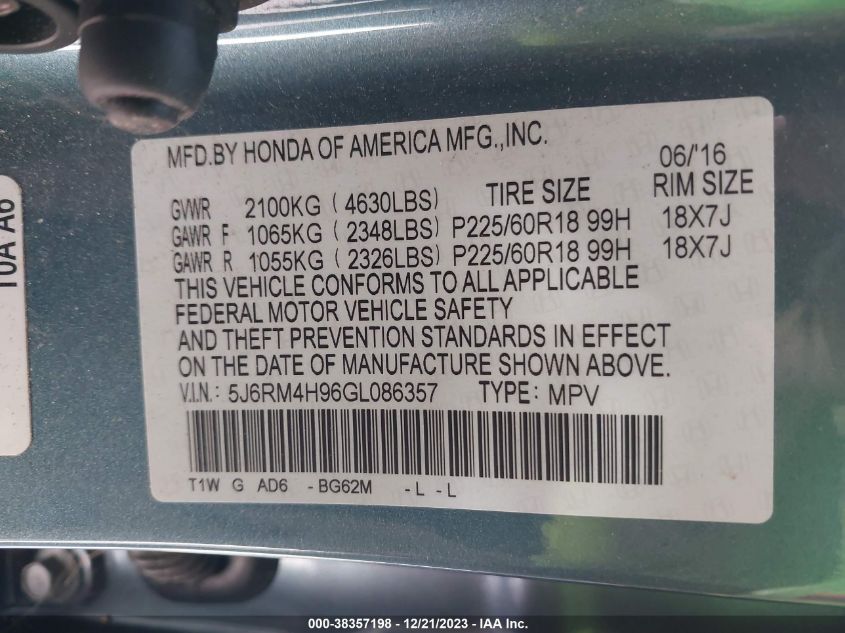 MFD.BY HONDA OF AMERICA MFG.,INC.
06/'16
TIRE SIZE RIM SIZE
GVWR 2100KG (4630LBS)
GAWR F 1065KG (2348LBS) P225/60R18 99H 18X7J
GAWR R 1055KG (2326LBS) P225/60R18 99H 18X7J
THIS VEHICLE CONFORMS TO ALL APPLICABLE
FEDERAL MOTOR VEHICLE SAFETY
AND THEFT PREVENTION STANDARDS IN EFFECT
ON THE DATE OF MANUFACTURE SHOWN ABOVE.
V.I.N.: 5J6RM4H96GL086357 TYPE: MPV
T1W G AD6 -BG62M -L -L
10A A6
000-38357198 - 12/21/2023 - IAA Inc.